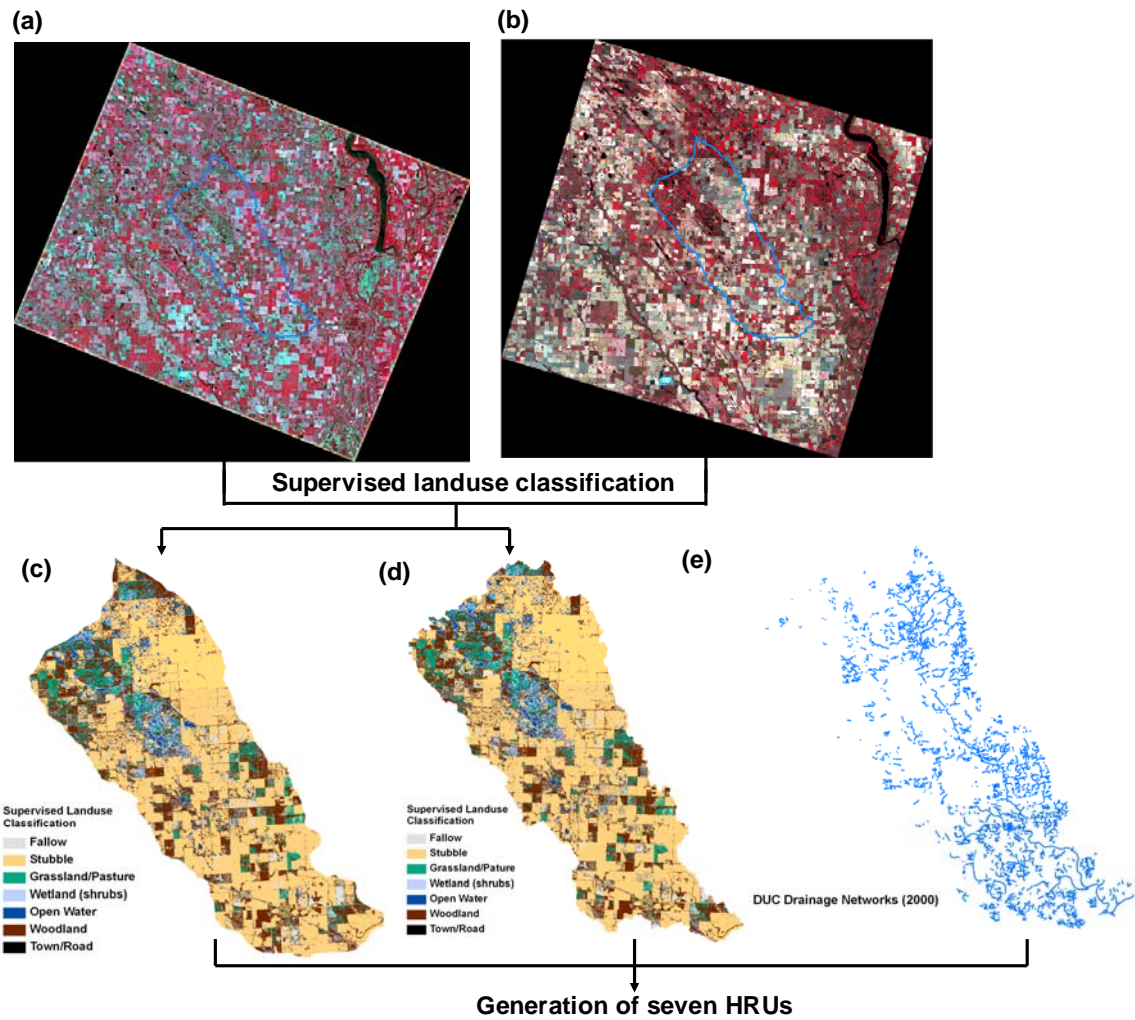 (a)
(b)
Supervised landuse classification
(c)
(d)
(e)
Supervised Landuse
Classification
Fallow
Stubble
Grassland/Pasture
Wetland (shrubs)
Open Water
Woodland
Town/Road
Supervised Landuse
Classification
Fallow
Stubble
Grassland/Pature
Wetland (shrubs)
Open Water
Woodland
Town/Road
DUC Drainage Networks (2000)
Generation of seven HRUs